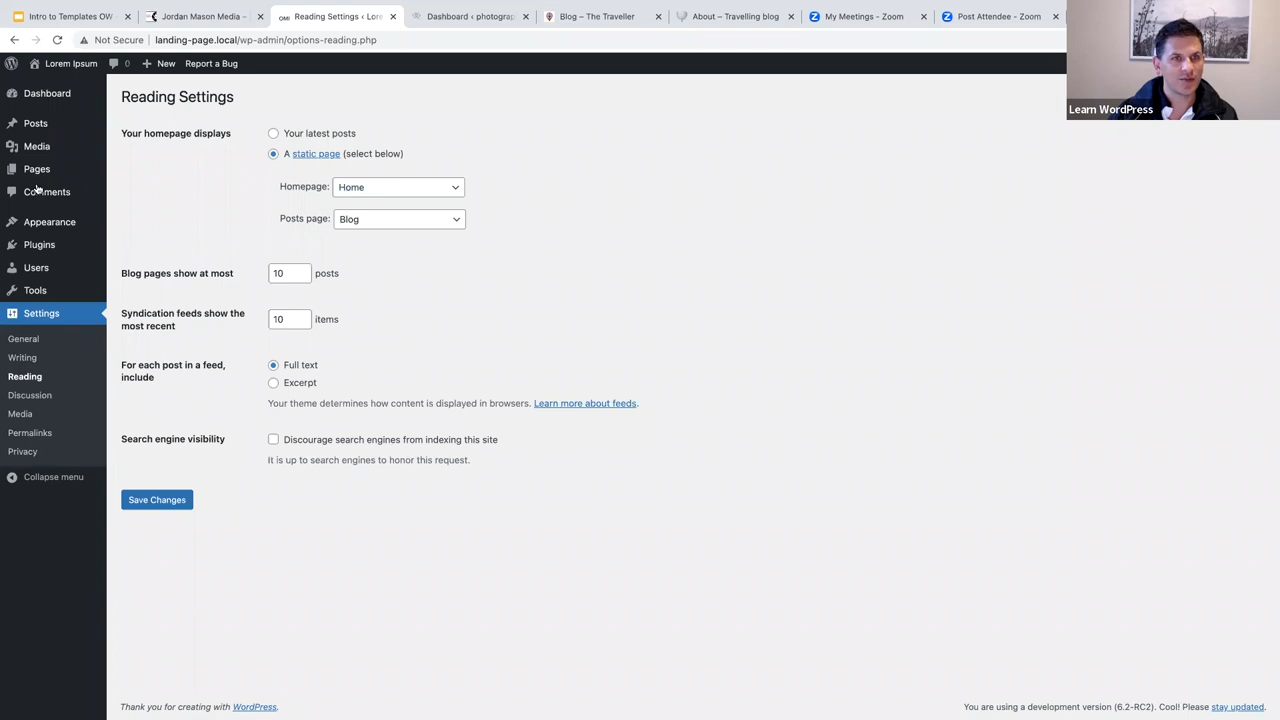 Intro to Templates OW
Jordan Mason Media –
OMI
Reading Settings ‹ Lore
Dashboard ‹ photograp
Blog – The Traveller
About – Travelling blog
My Meetings - Zoom
Post Attendee - Zoom
Not Secure
landing-page.local/wp-admin/options-reading.php
Lorem Ipsum
0
New
Report a Bug
Learn WordPress
Dashboard
Posts
Media
Pages
Comments
Appearance
Plugins
Users
Tools
Settings
General
Writing
Reading
Discussion
Media
Permalinks
Privacy
Collapse menu
Reading Settings
Your homepage displays
Your latest posts
A static page (select below)
Homepage: Home
Posts page: Blog
Blog pages show at most
10 posts
Syndication feeds show the
most recent
10 items
For each post in a feed,
include
Full text
Excerpt
Your theme determines how content is displayed in browsers. Learn more about feeds.
Search engine visibility
Discourage search engines from indexing this site
It is up to search engines to honor this request.
Save Changes
Thank you for creating with WordPress.
You are using a development version (6.2-RC2). Cool! Please stay updated.